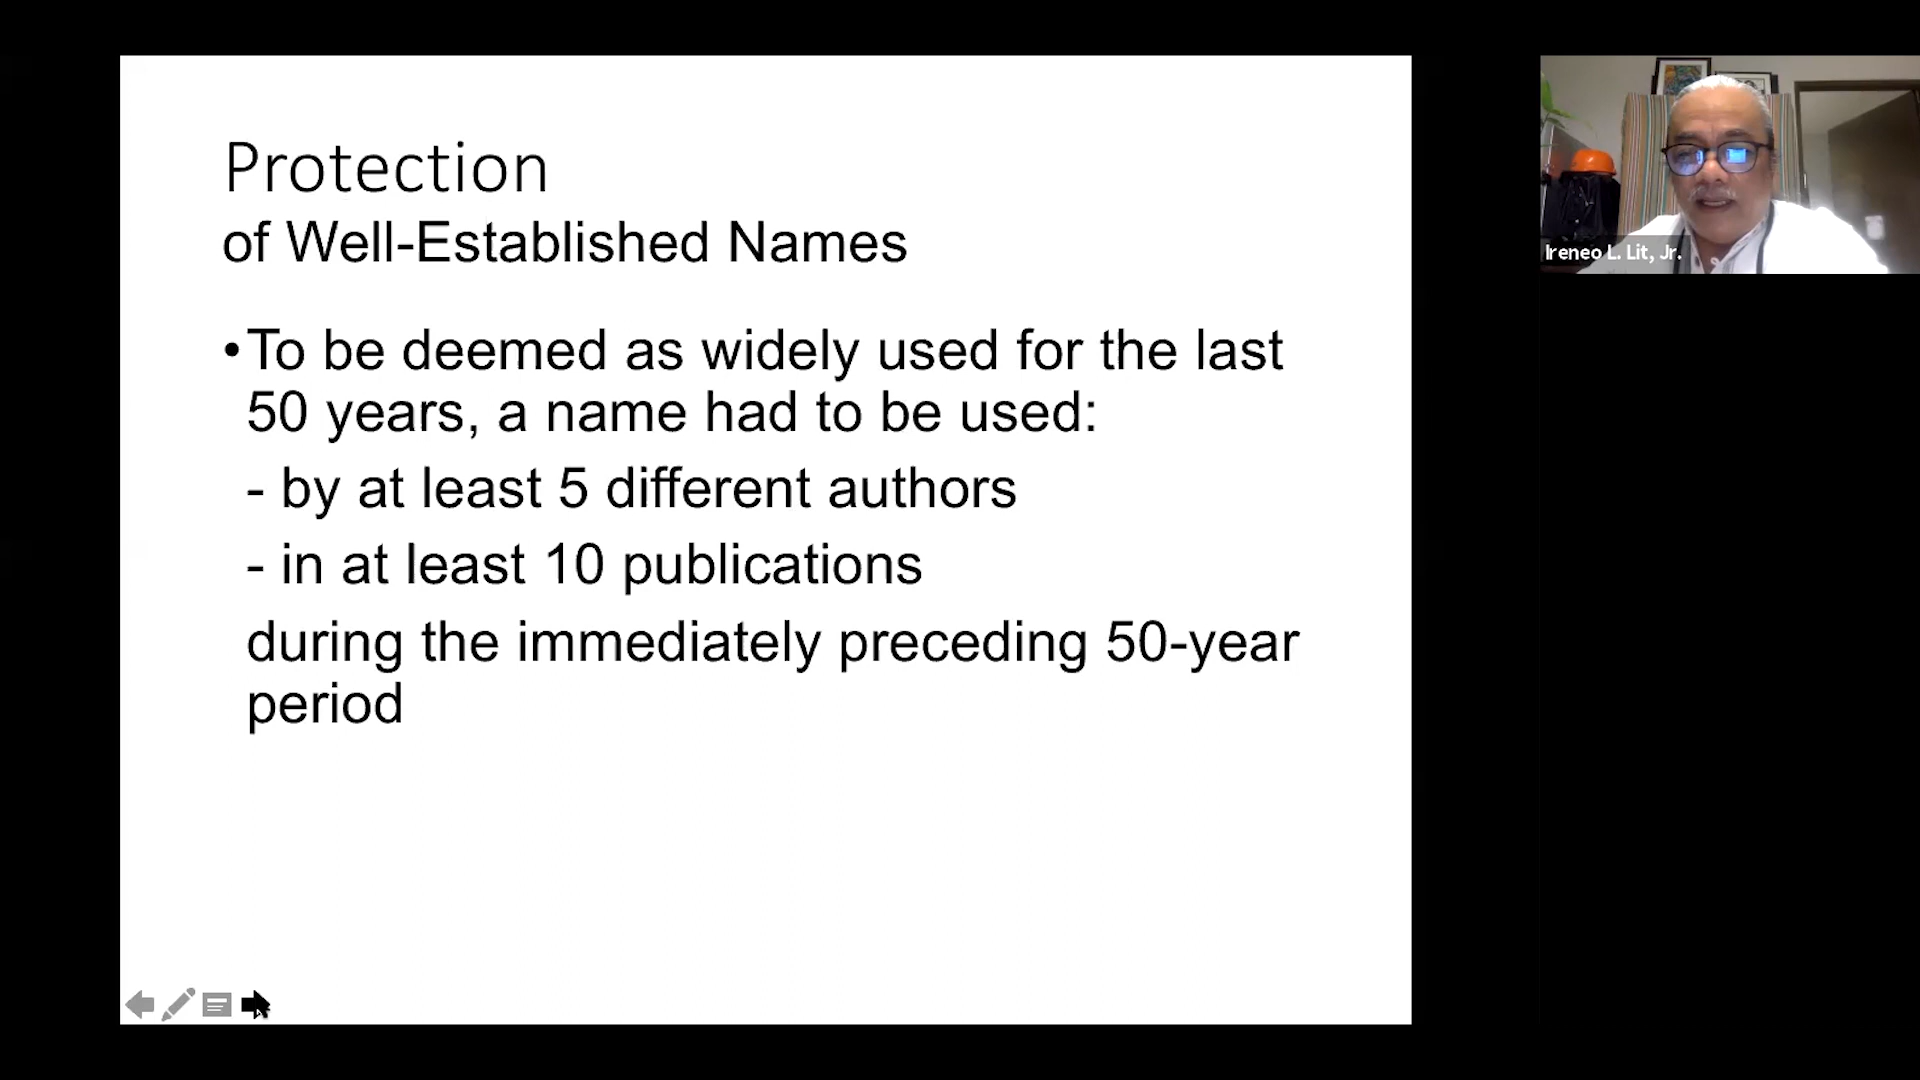 Protection
of Well-Established Names
•To be deemed as widely used for the last
50 years, a name had to be used:
- by at least 5 different authors
- in at least 10 publications
during the immediately preceding 50-year
period
Ireneo L. Lit, Jr.